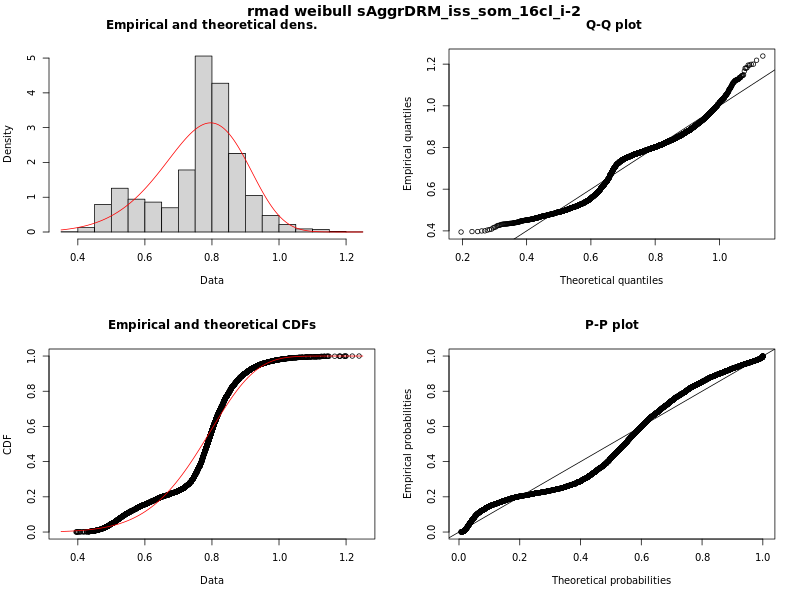 rmad weibull sAggrDRM_iss_som_16cl_i-2
Empirical and theoretical dens.
Density
0 1 2 3 4 5
0.4 0.6 0.8 1.0 1.2
Data
Q-Q plot
Empirical quantiles
0.4 0.6 0.8 1.0 1.2
0.2 0.4 0.6 0.8 1.0
Theoretical quantiles
Empirical and theoretical CDFs
CDF
0.0 0.2 0.4 0.6 0.8 1.0
0.4 0.6 0.8 1.0 1.2
Data
P-P plot
Empirical probabilities
0.0 0.2 0.4 0.6 0.8 1.0
0.0 0.2 0.4 0.6 0.8 1.0
Theoretical probabilities